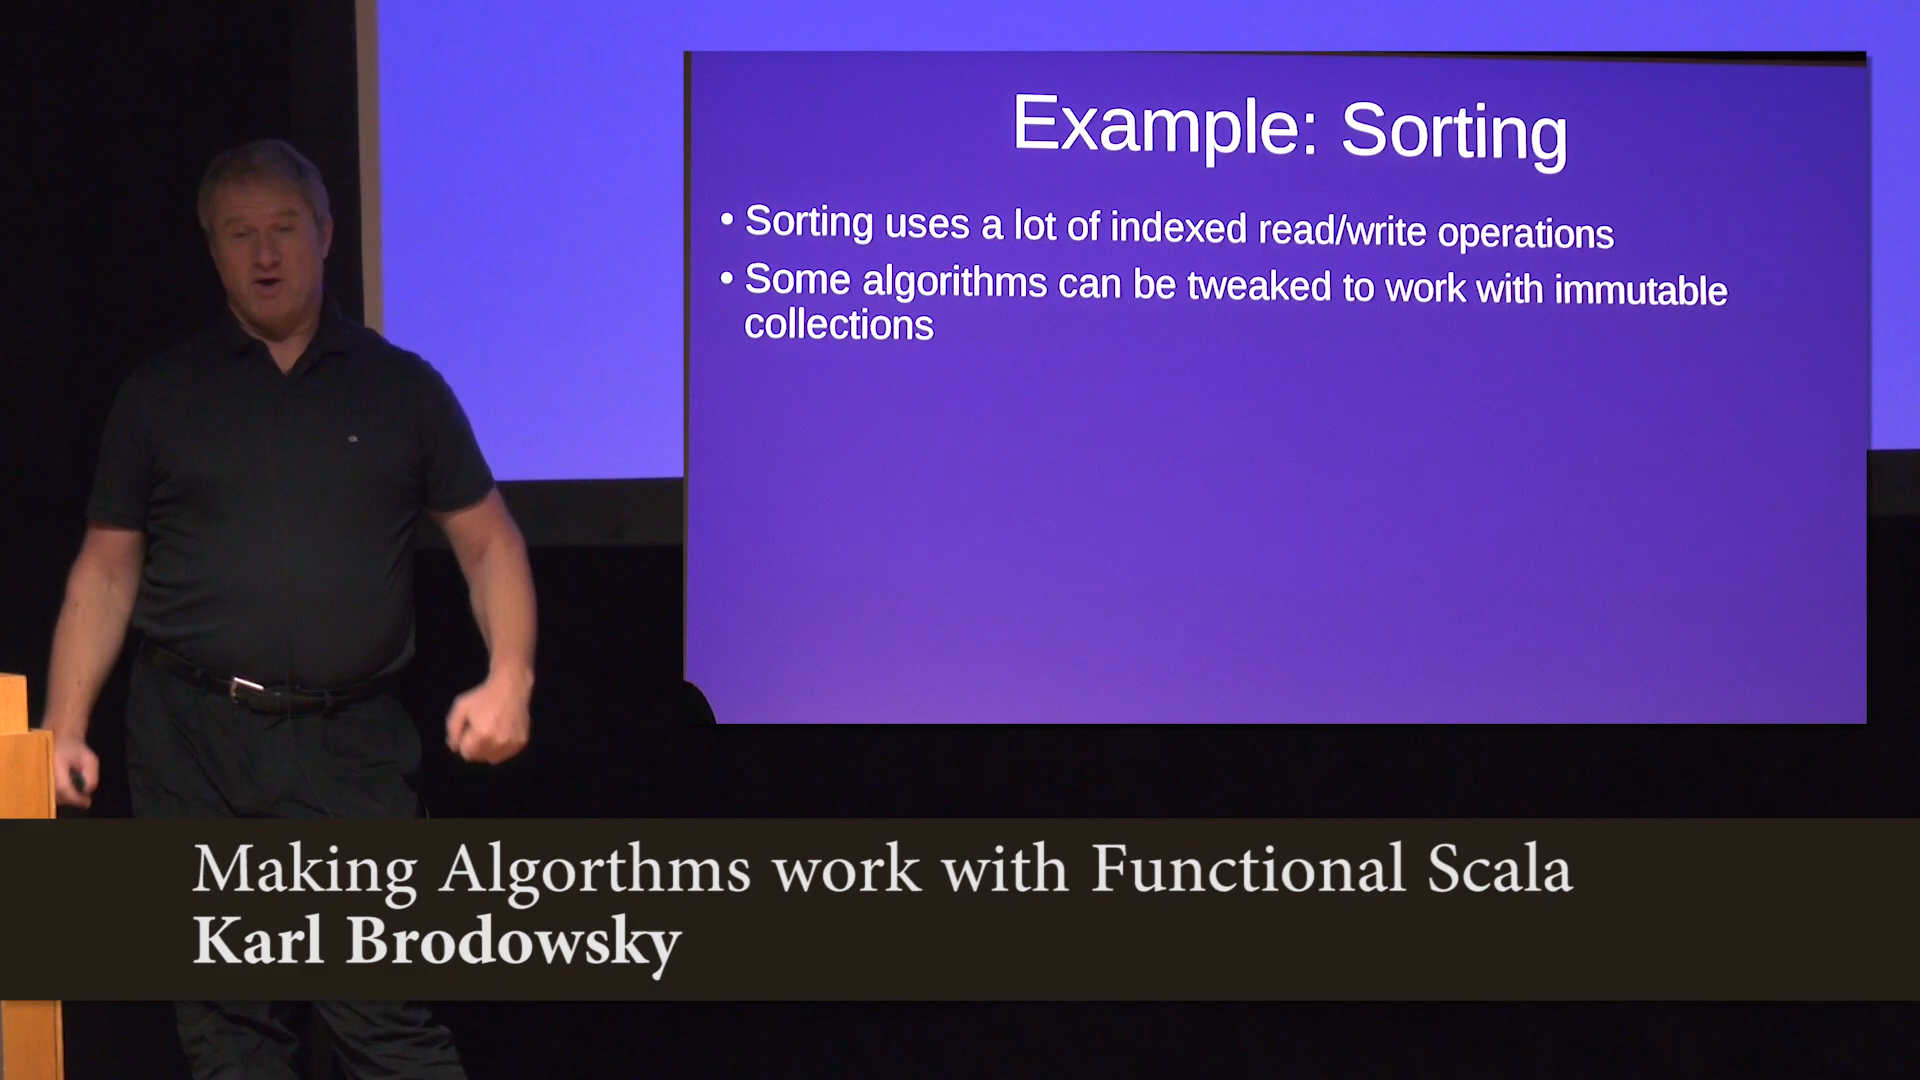 Example: Sorting
• Sorting uses a lot of indexed read/write operations
• Some algorithms can be tweaked to work with immutable
collections
Making Algorthms work with Functional Scala
Karl Brodowsky